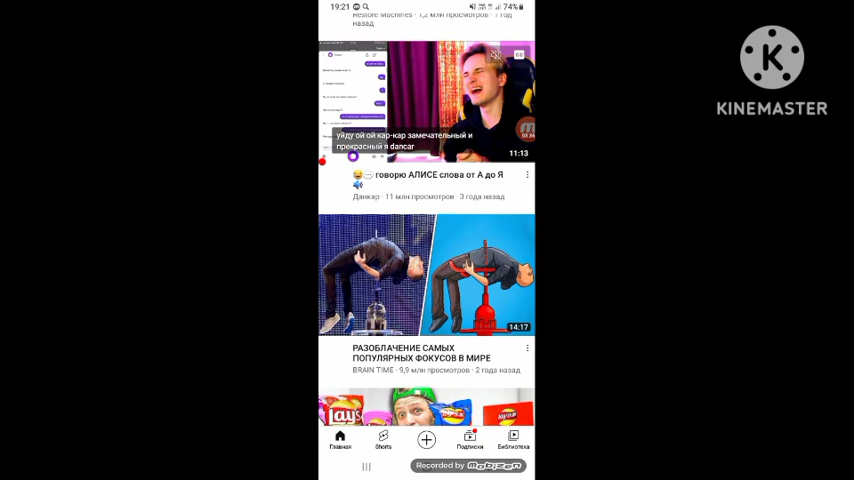 19:21
74%
Restore Machines · 1,2 млн просмотров · 1 год
назад
уйду ой ой кар-кар замечательный и
прекрасный я dancar
11:13
говорю АЛИСЕ слова от А до Я
Данкар · 11 млн просмотров · 3 года назад
14:17
РАЗОБЛАЧЕНИЕ САМЫХ
ПОПУЛЯРНЫХ ФОКУСОВ В МИРЕ
BRAIN TIME · 9,9 млн просмотров · 2 года назад
Lay's
Главная
Shorts
Подписки
Библиотека
Recorded by mobizen
K
KINEMASTER